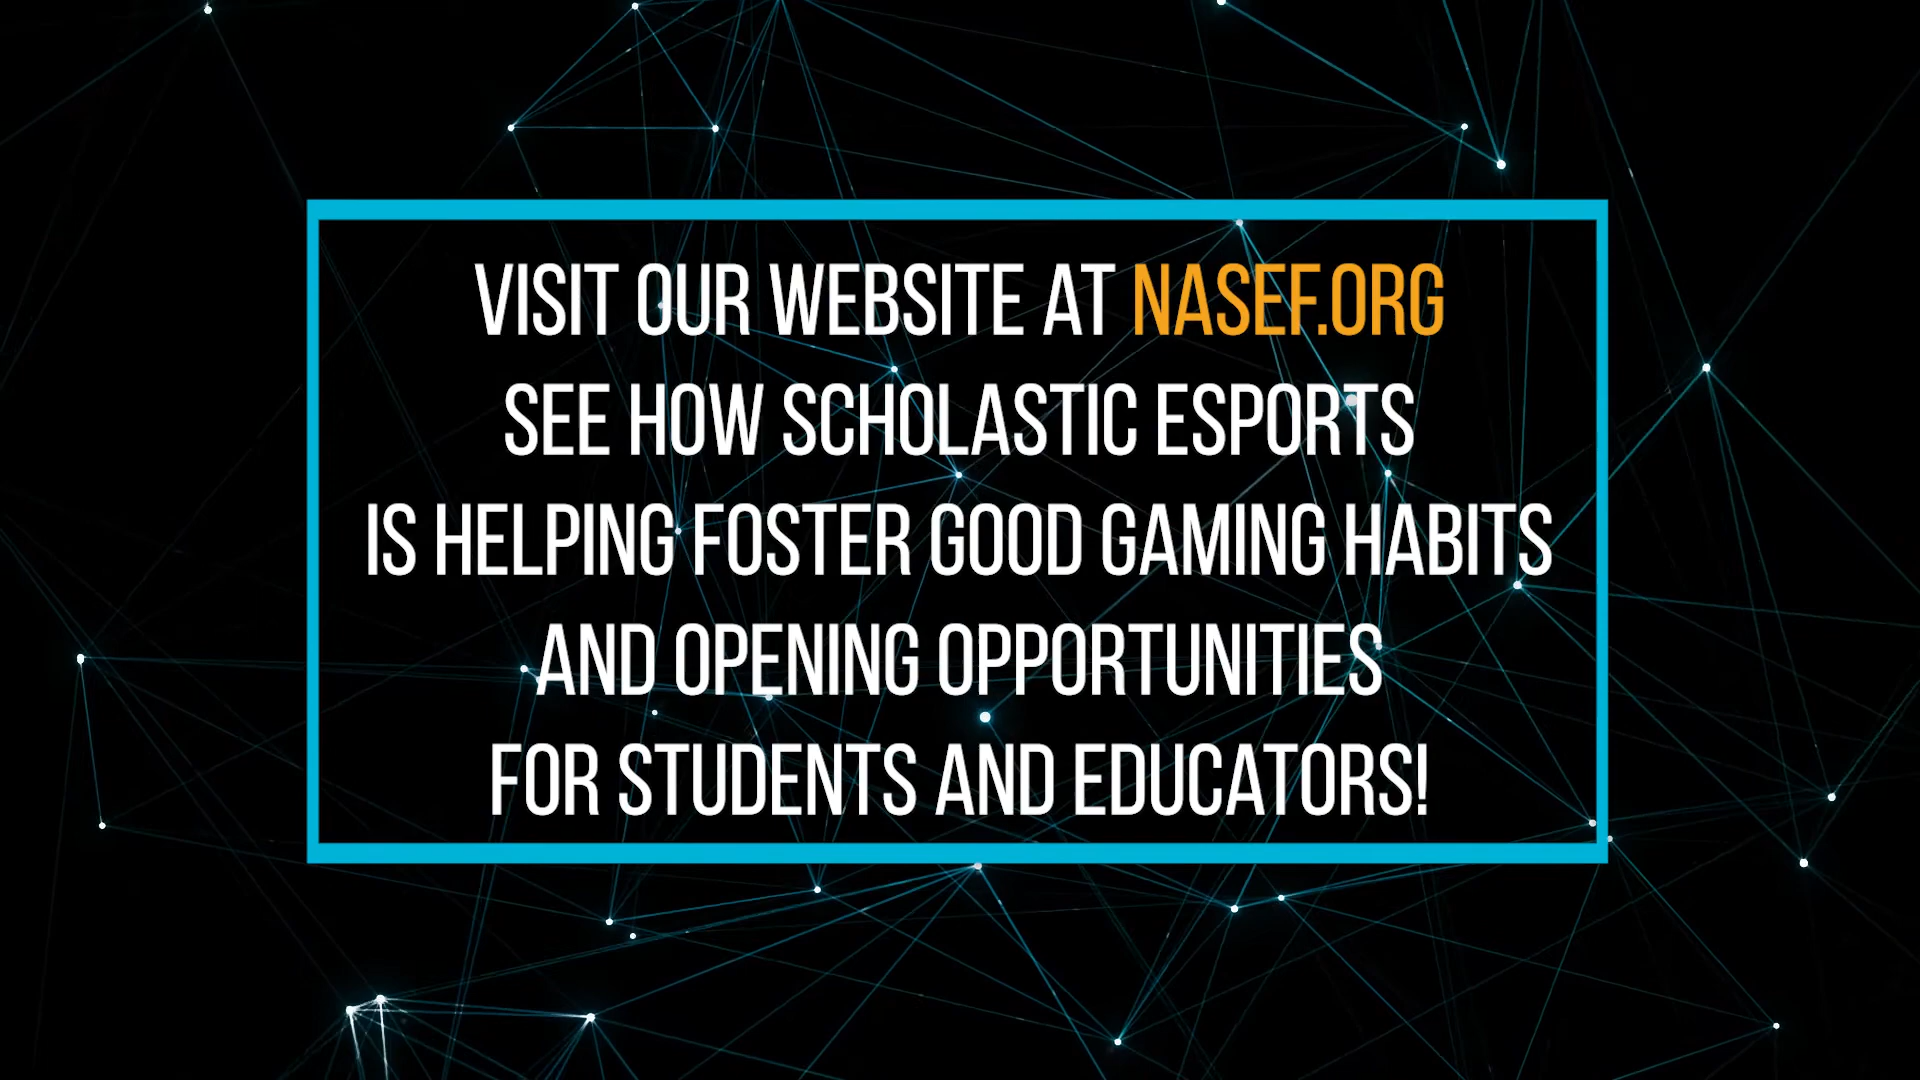 VISIT OUR WEBSITE AT NASEF.ORG
SEE HOW SCHOLASTIC ESPORTS
IS HELPING FOSTER GOOD GAMING HABITS
AND OPENING OPPORTUNITIES
FOR STUDENTS AND EDUCATORS!